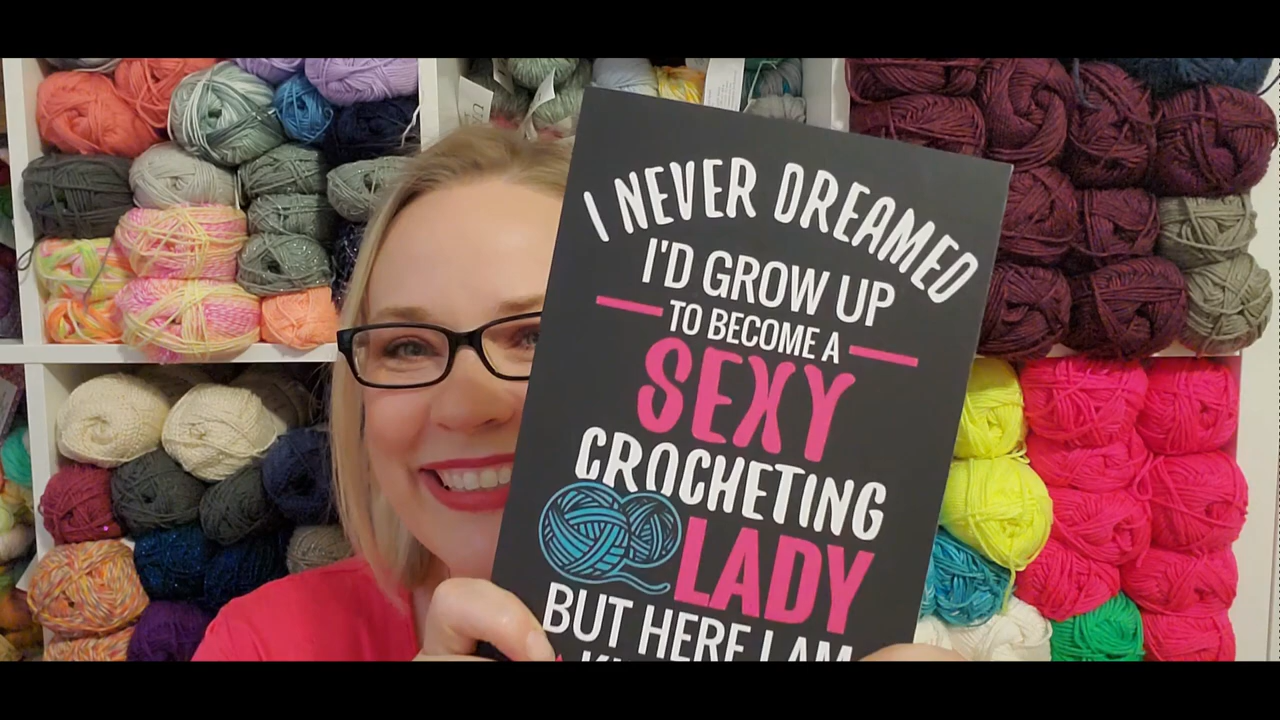 I NEVER DREAMED
I'D GROW UP
TO BECOME A
SEXY
CROCHETING
LADY
BUT HERE I AM